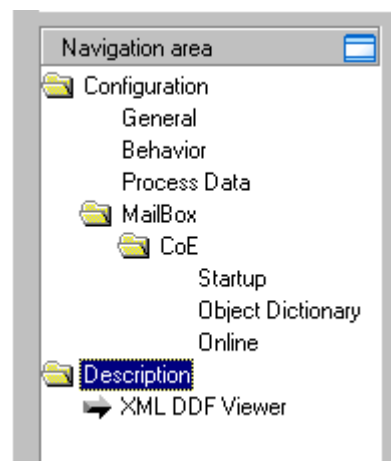 Navigation area
Configuration
General
Behavior
Process Data
MailBox
CoE
Startup
Object Dictionary
Online
Description
XML DDF Viewer